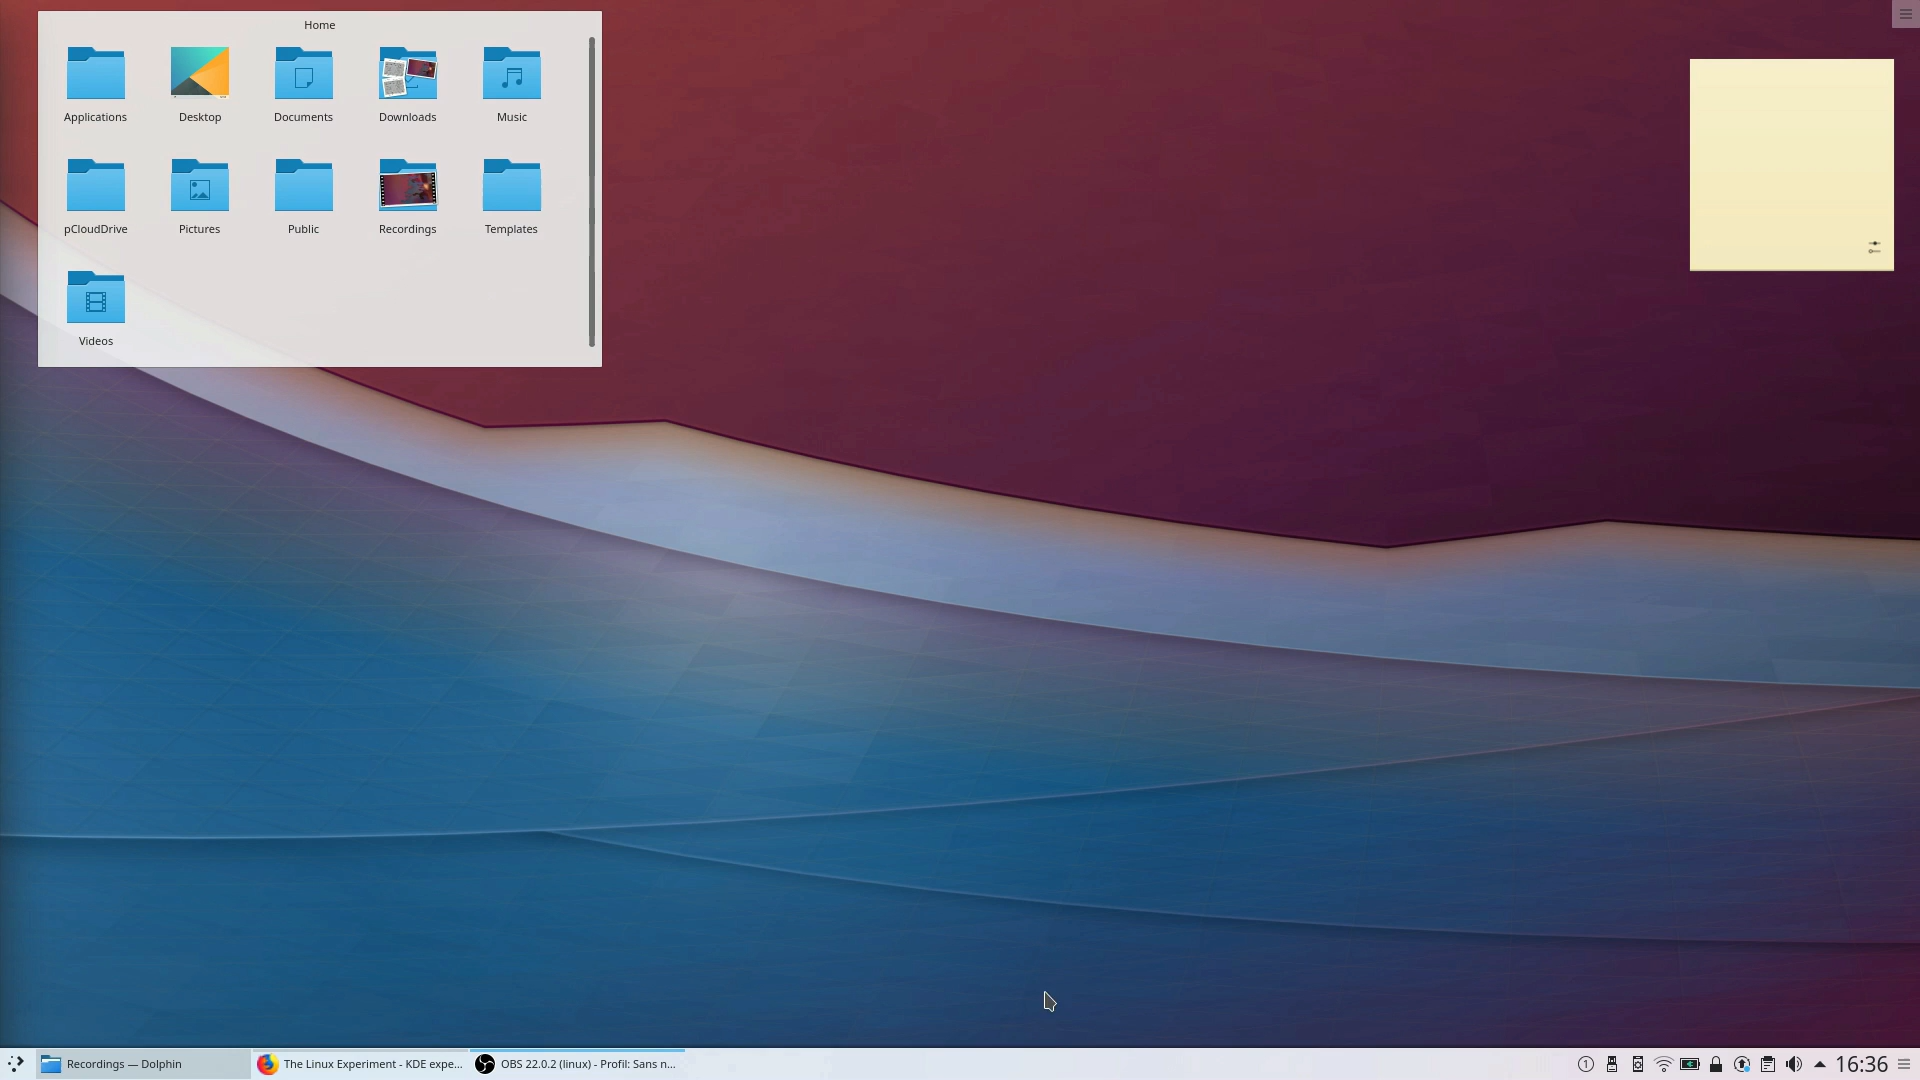 Home
Applications
Desktop
Documents
Downloads
Music
pCloudDrive
Pictures
Public
Recordings
Templates
Videos
Recordings — Dolphin
The Linux Experiment - KDE expe...
OBS 22.0.2 (linux) - Profil: Sans n...
1
16:36